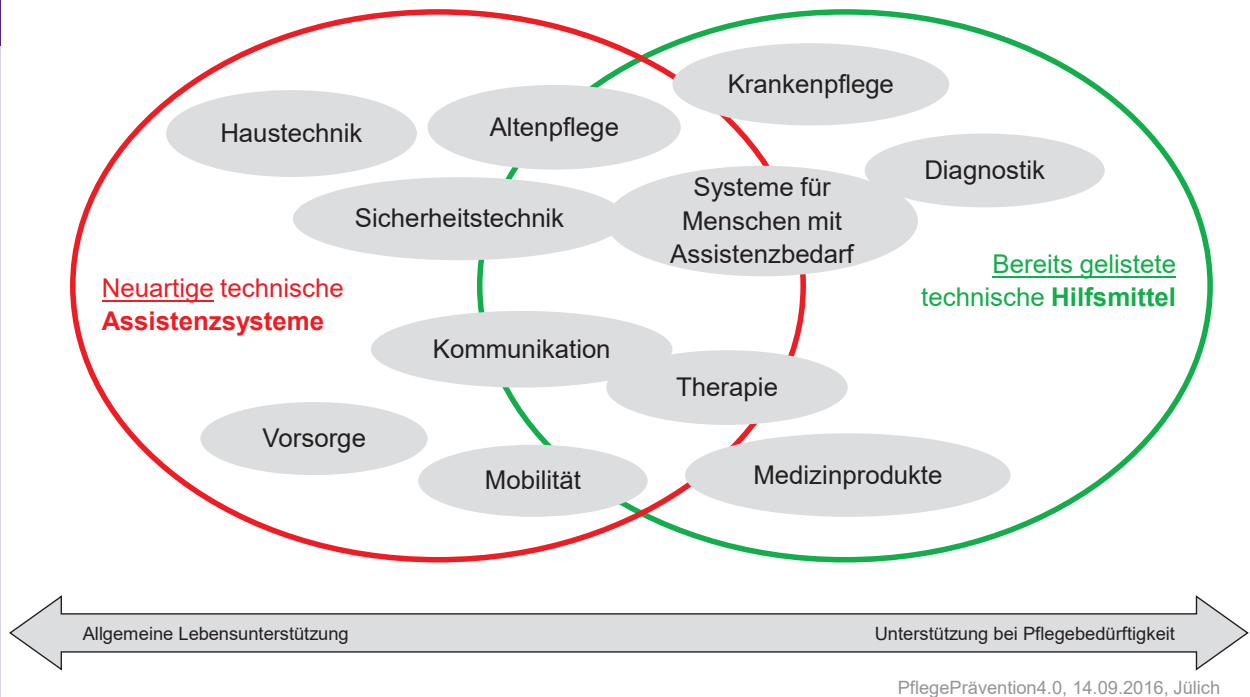 Krankenpflege
Altenpflege
Haustechnik
Diagnostik
Systeme für
Menschen mit
Assistenzbedarf
Sicherheitstechnik
Neuartige technische
Assistenzsysteme
Bereits gelistete
technische Hilfsmittel
Kommunikation
Therapie
Vorsorge
Mobilität
Medizinprodukte
Allgemeine Lebensunterstützung
Unterstützung bei Pflegebedürftigkeit
PflegePrävention4.0, 14.09.2016, Jülich